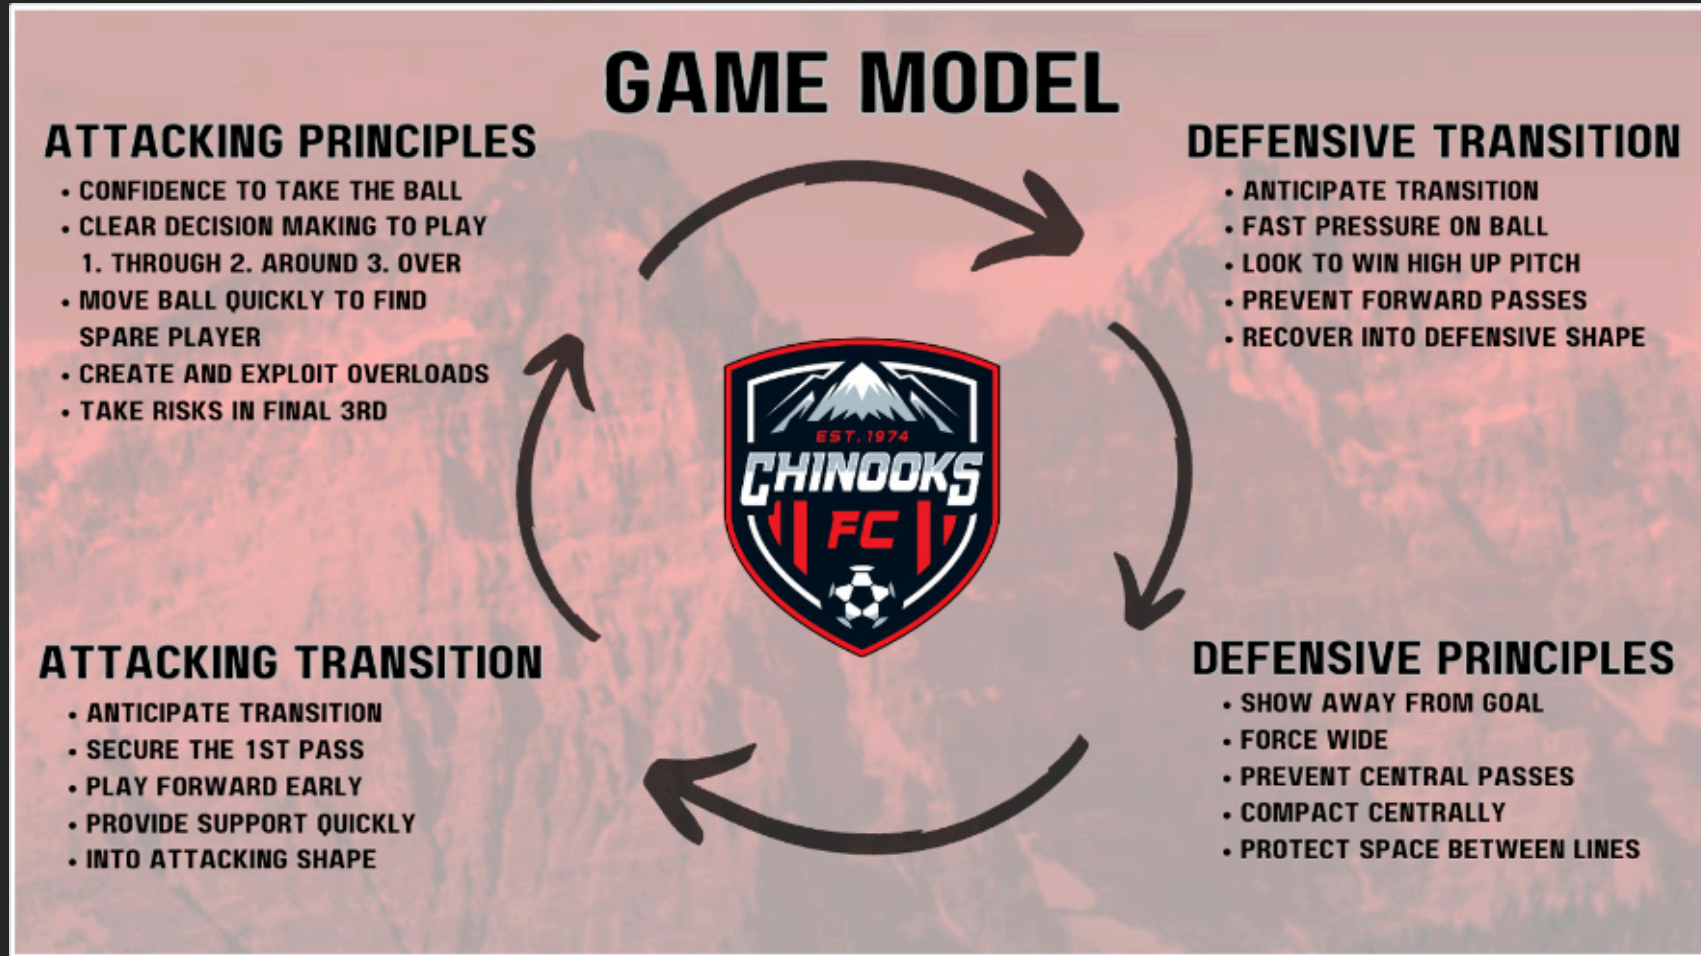 GAME MODEL
ATTACKING PRINCIPLES
• CONFIDENCE TO TAKE THE BALL
• CLEAR DECISION MAKING TO PLAY
1. THROUGH 2. AROUND 3. OVER
• MOVE BALL QUICKLY TO FIND
SPARE PLAYER
• CREATE AND EXPLOIT OVERLOADS
• TAKE RISKS IN FINAL 3RD
DEFENSIVE TRANSITION
• ANTICIPATE TRANSITION
• FAST PRESSURE ON BALL
• LOOK TO WIN HIGH UP PITCH
• PREVENT FORWARD PASSES
• RECOVER INTO DEFENSIVE SHAPE
EST. 1974
CHINOOKS
FC
ATTACKING TRANSITION
• ANTICIPATE TRANSITION
• SECURE THE 1ST PASS
• PLAY FORWARD EARLY
• PROVIDE SUPPORT QUICKLY
• INTO ATTACKING SHAPE
DEFENSIVE PRINCIPLES
• SHOW AWAY FROM GOAL
• FORCE WIDE
• PREVENT CENTRAL PASSES
• COMPACT CENTRALLY
• PROTECT SPACE BETWEEN LINES